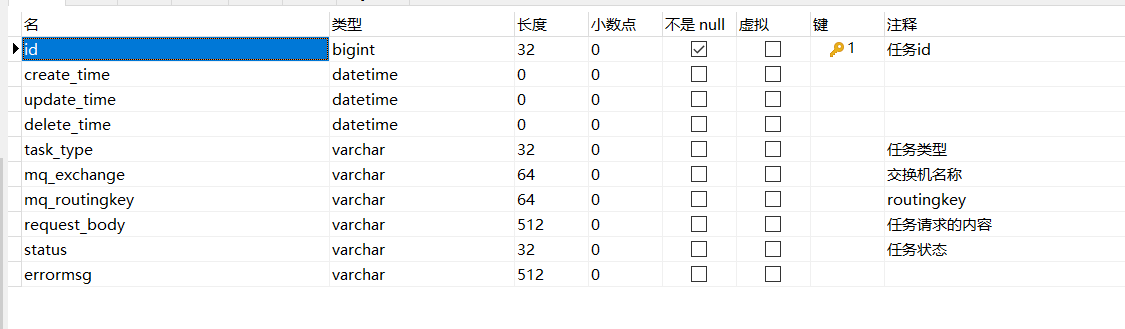 名 类型 长度 小数点 不是 null 虚拟 键 注释
id bigint 32 0 1 任务id
create_time datetime 0 0
update_time datetime 0 0
delete_time datetime 0 0
task_type varchar 32 0 任务类型
mq_exchange varchar 64 0 交换机名称
mq_routingkey varchar 64 0 routingkey
request_body varchar 512 0 任务请求的内容
status varchar 32 0 任务状态
errormsg varchar 512 0